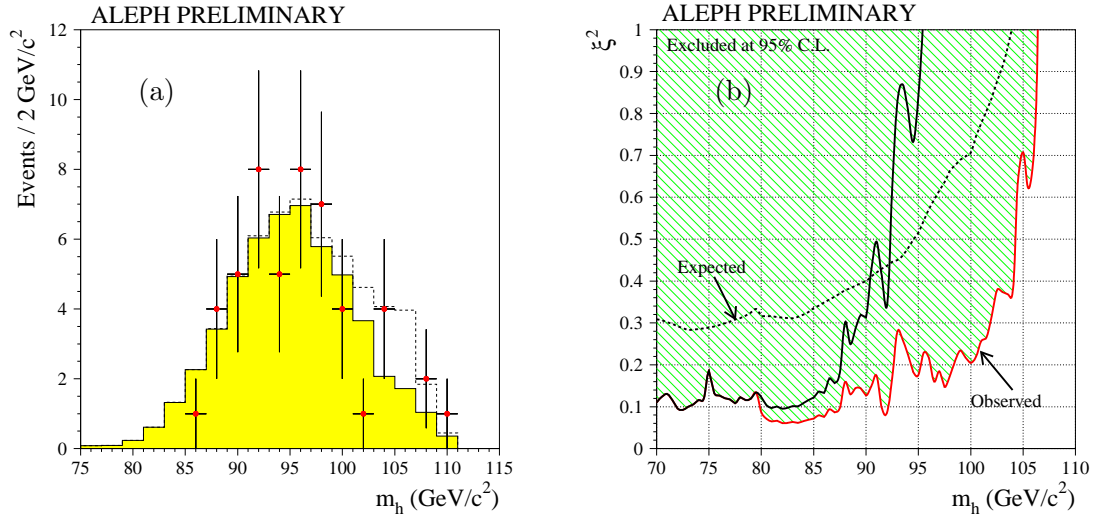 ALEPH PRELIMINARY
Events / 2 GeV/c²
12
10
8
6
4
2
0
(a)
75 80 85 90 95 100 105 110 115
m_h (GeV/c²)
ALEPH PRELIMINARY
ξ²
1
0.9
0.8
0.7
0.6
0.5
0.4
0.3
0.2
0.1
0
Excluded at 95% C.L.
(b)
Expected
Observed
70 75 80 85 90 95 100 105 110
m_h (GeV/c²)